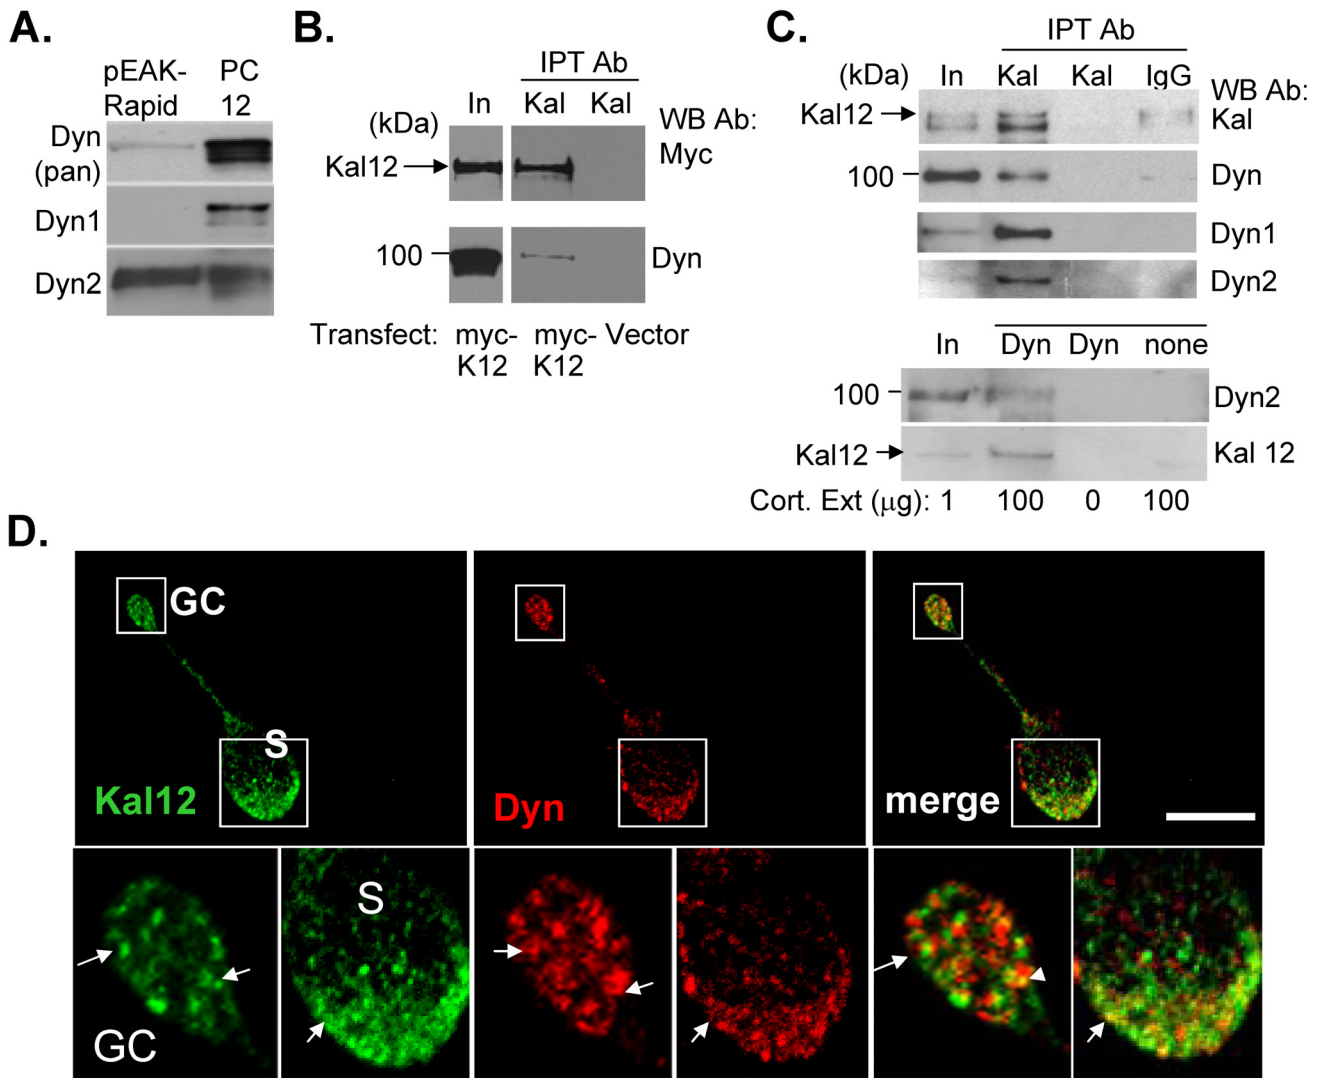 A.
pEAK-
Rapid
PC
12
Dyn
(pan)
Dyn1
Dyn2
B.
IPT Ab
In Kal Kal
(kDa)
WB Ab:
Myc
Kal12
100
Dyn
Transfect: myc-
K12
myc-
K12
Vector
C.
IPT Ab
(kDa) In Kal Kal IgG
WB Ab:
Kal12
Kal
100
Dyn
Dyn1
Dyn2
In Dyn Dyn none
100
Dyn2
Kal12
Kal 12
Cort. Ext (μg): 1 100 0 100
D.
GC
S
Kal12
Dyn
merge
S
GC